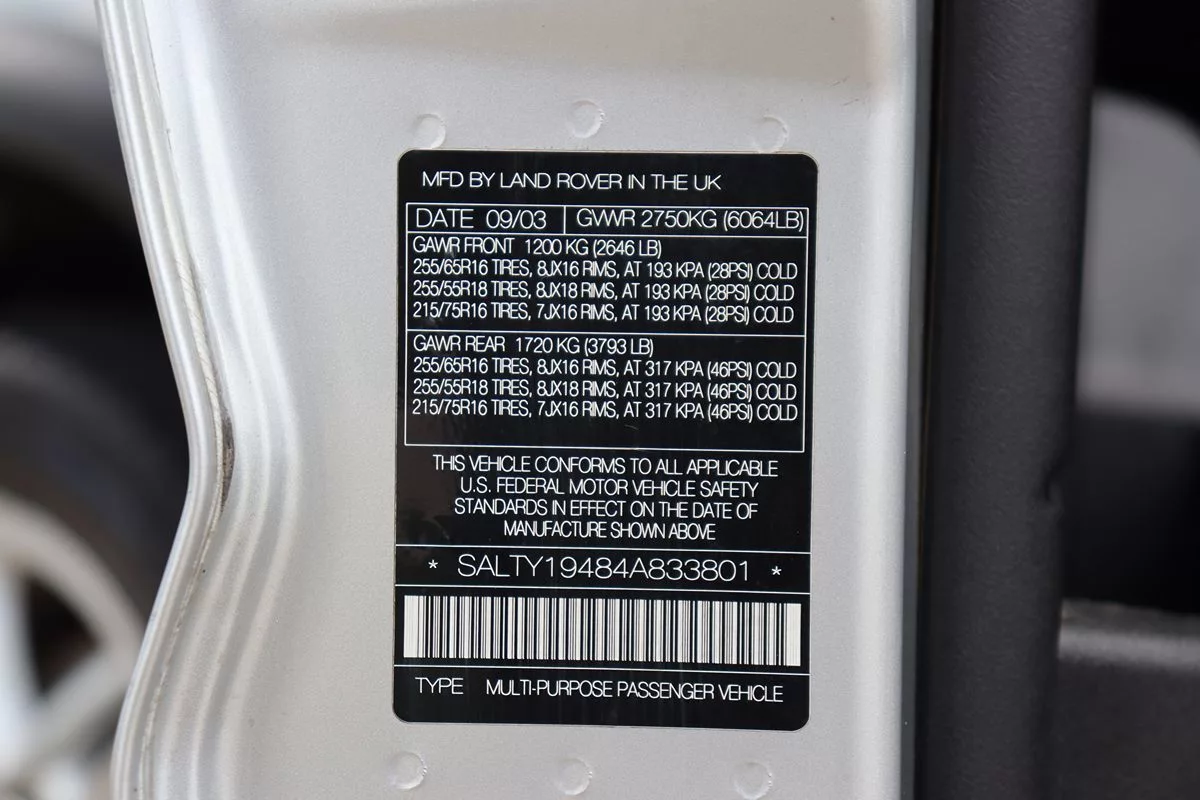 MFD BY LAND ROVER IN THE UK
DATE 09/03 GVWR 2750KG (6064LB)
GAWR FRONT 1200 KG (2646 LB)
255/65R16 TIRES, 8JX16 RIMS, AT 193 KPA (28PSI) COLD
255/55R18 TIRES, 8JX18 RIMS, AT 193 KPA (28PSI) COLD
215/75R16 TIRES, 7JX16 RIMS, AT 193 KPA (28PSI) COLD
GAWR REAR 1720 KG (3793 LB)
255/65R16 TIRES, 8JX16 RIMS, AT 317 KPA (46PSI) COLD
255/55R18 TIRES, 8JX18 RIMS, AT 317 KPA (46PSI) COLD
215/75R16 TIRES, 7JX16 RIMS, AT 317 KPA (46PSI) COLD
THIS VEHICLE CONFORMS TO ALL APPLICABLE
U.S. FEDERAL MOTOR VEHICLE SAFETY
STANDARDS IN EFFECT ON THE DATE OF
MANUFACTURE SHOWN ABOVE
* SALTY19484A833801 *
TYPE MULTI-PURPOSE PASSENGER VEHICLE